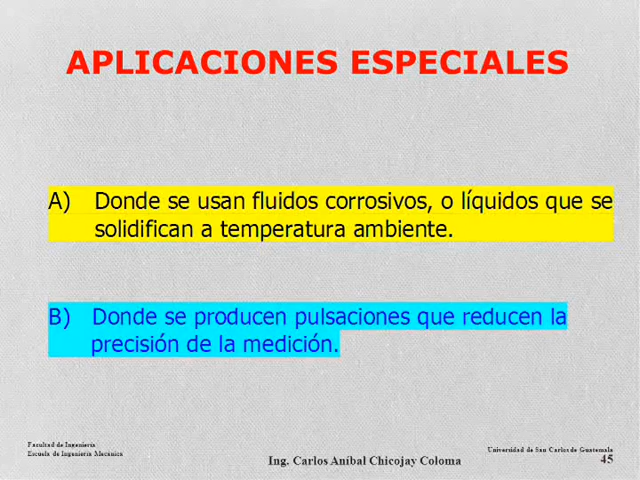 APLICACIONES ESPECIALES
A) Donde se usan fluidos corrosivos, o líquidos que se
solidifican a temperatura ambiente.
B) Donde se producen pulsaciones que reducen la
precisión de la medición.
Facultad de Ingeniería
Escuela de Ingeniería Mecánica
Ing. Carlos Aníbal Chicojay Coloma
Universidad de San Carlos de Guatemala
45